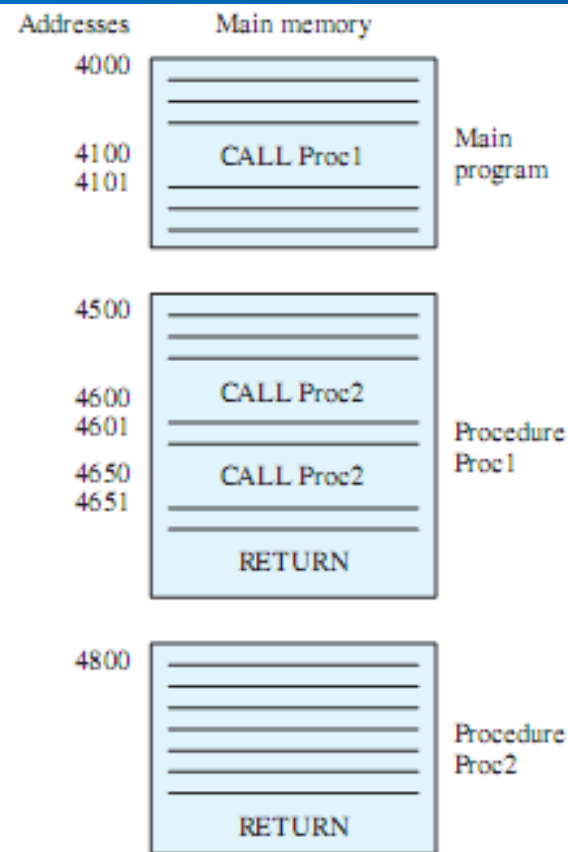 Addresses Main memory
4000
4100 CALL Proc1
4101
Main
program
4500
4600 CALL Proc2
4601
4650 CALL Proc2
4651
Procedure
Proc1
RETURN
4800
Procedure
Proc2
RETURN